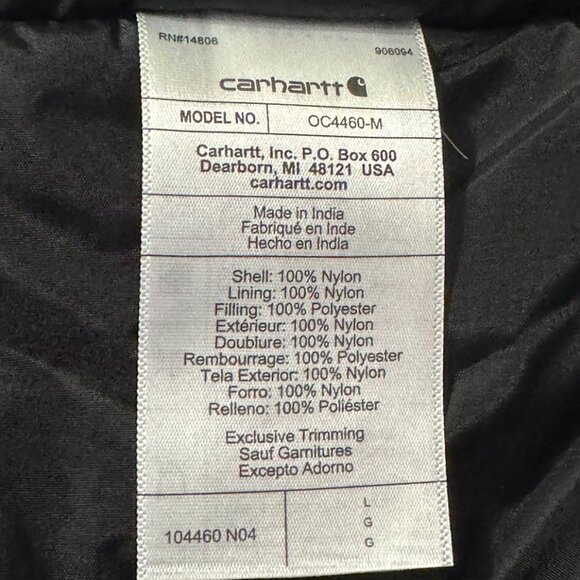 RN#14806
906094
carhartt
MODEL NO. OC4460-M
Carhartt, Inc. P.O. Box 600
Dearborn, MI 48121 USA
carhartt.com
Made in India
Fabriqué en Inde
Hecho en India
Shell: 100% Nylon
Lining: 100% Nylon
Filling: 100% Polyester
Extérieur: 100% Nylon
Doublure: 100% Nylon
Rembourrage: 100% Polyester
Tela Exterior: 100% Nylon
Forro: 100% Nylon
Relleno: 100% Poliéster
Exclusive Trimming
Sauf Garnitures
Excepto Adorno
104460 N04
L
G
G